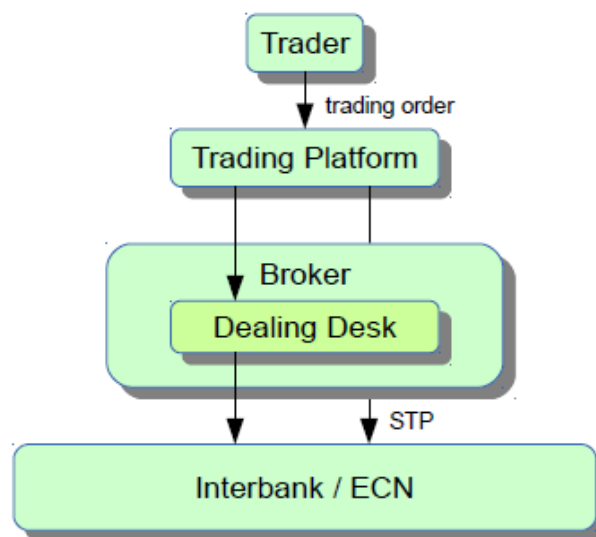 Trader
trading order
Trading Platform
Broker
Dealing Desk
STP
Interbank / ECN